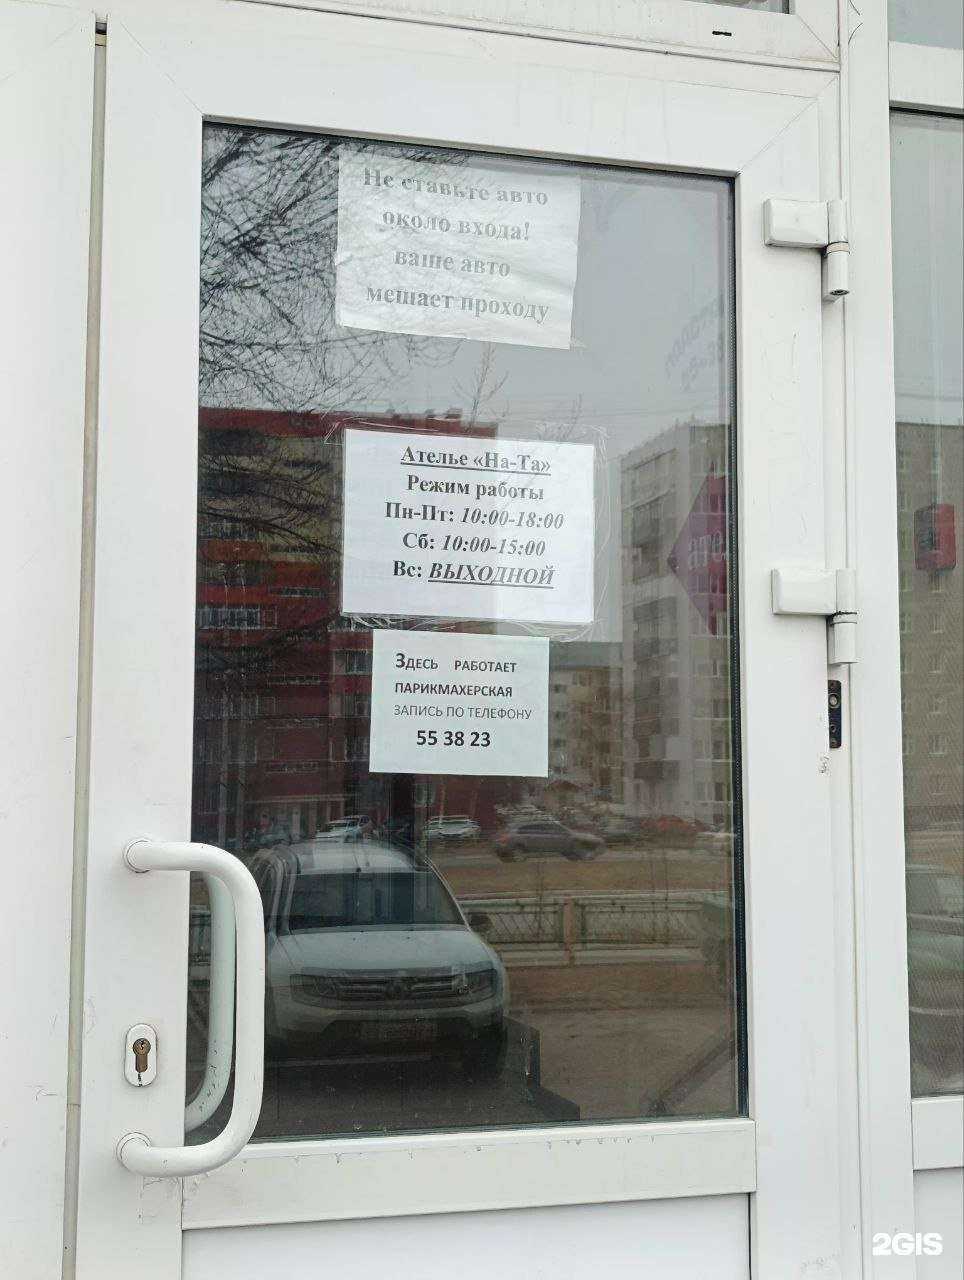 Не ставьте авто
около входа!
ваше авто
мешает проходу
Ателье «На-Та»
Режим работы
Пн-Пт: 10:00-18:00
Сб: 10:00-15:00
Вс: ВЫХОДНОЙ
ЗДЕСЬ РАБОТАЕТ
ПАРИКМАХЕРСКАЯ
ЗАПИСЬ ПО ТЕЛЕФОНУ
55 38 23
2GIS